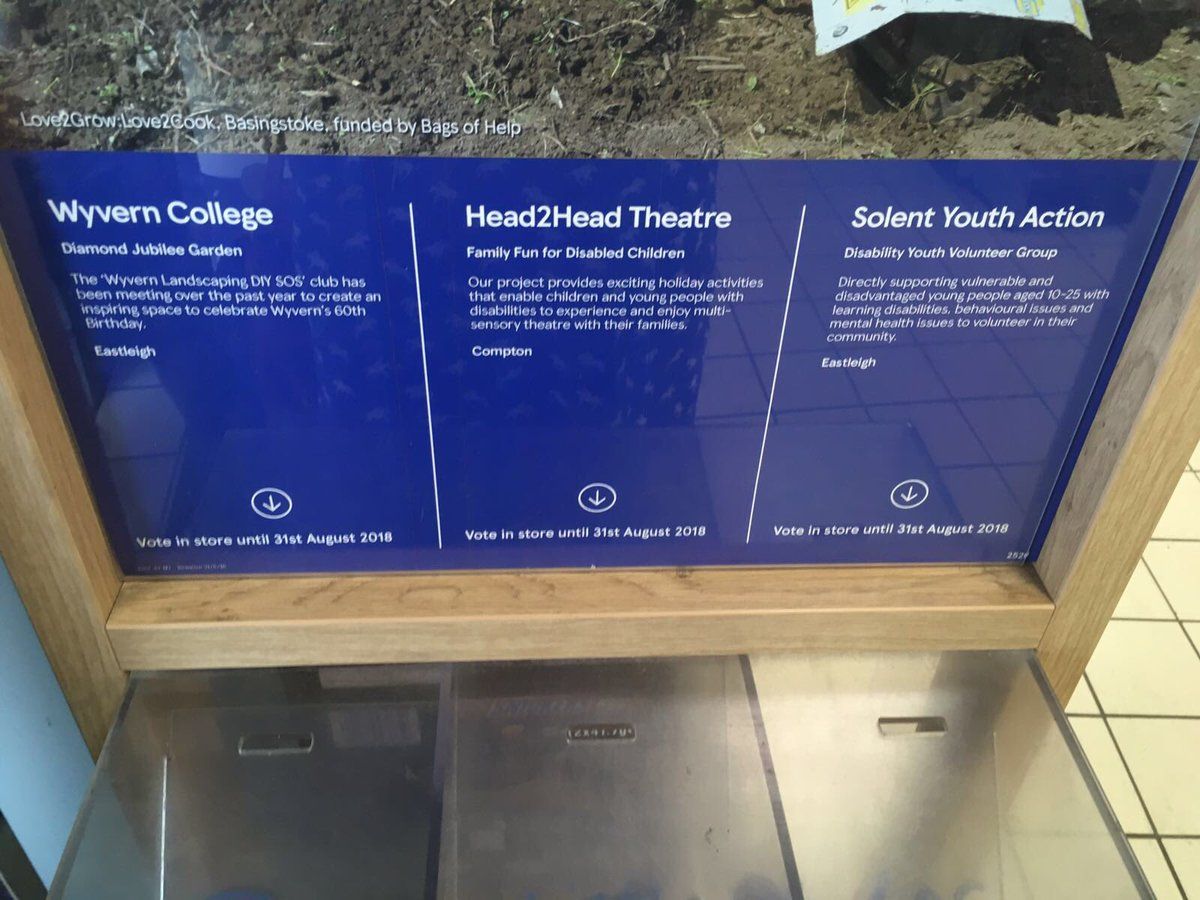 Love2Grow:Love2Cook, Basingstoke, funded by Bags of Help
Wyvern College
Diamond Jubilee Garden
The 'Wyvern Landscaping DIY SOS' club has
been meeting over the past year to create an
inspiring space to celebrate Wyvern's 60th
Birthday.
Eastleigh
Vote in store until 31st August 2018
Head2Head Theatre
Family Fun for Disabled Children
Our project provides exciting holiday activities
that enable children and young people with
disabilities to experience and enjoy multi-
sensory theatre with their families.
Compton
Vote in store until 31st August 2018
Solent Youth Action
Disability Youth Volunteer Group
Directly supporting vulnerable and
disadvantaged young people aged 10-25 with
learning disabilities, behavioural issues and
mental health issues to volunteer in their
community.
Eastleigh
Vote in store until 31st August 2018